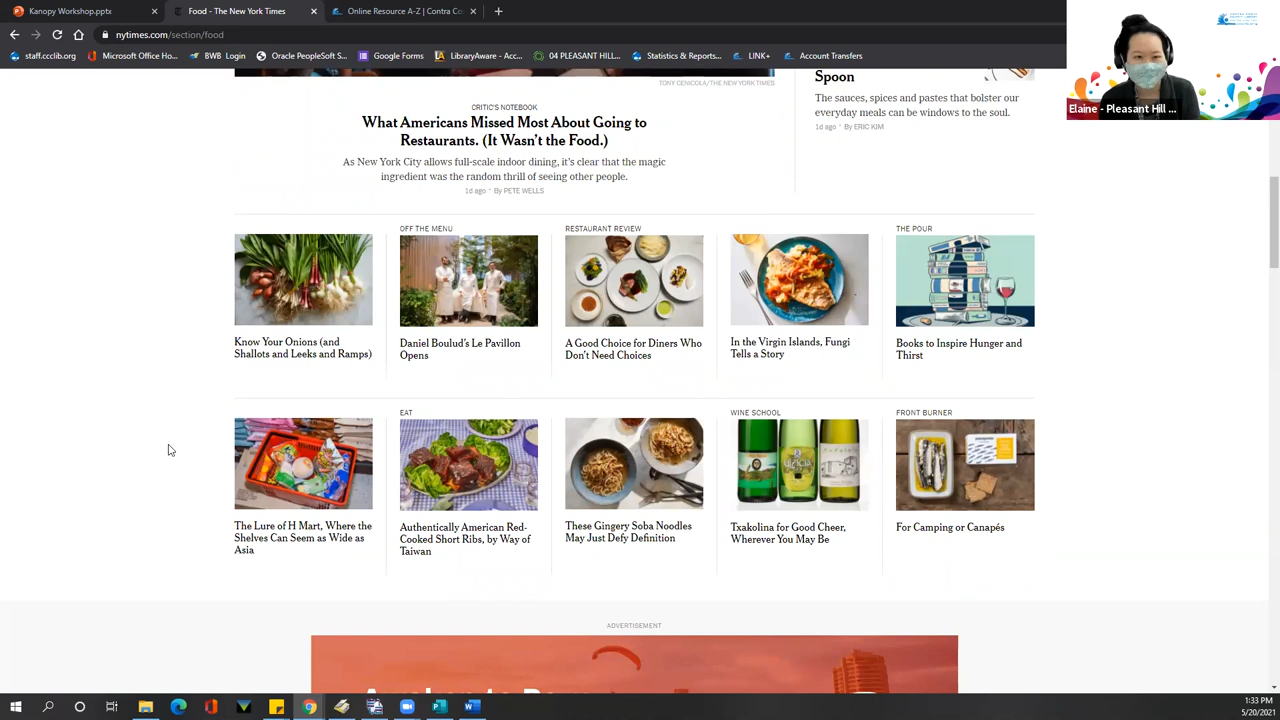 Kanopy Workshop.pptx
Food - The New York Times
Online Resource A-Z | Contra Co
nytimes.com/section/food
staff.ccclib.org
Microsoft Office Ho...
BWB Login
Oracle PeopleSoft S...
Google Forms
LibAware - Acc...
04 PLEASANT HILL...
Statistics & Reports...
LINK+
Account Transfers
Elaine - Pleasant Hill ...
TONY CENICOLA/THE NEW YORK TIMES
CRITIC'S NOTEBOOK
What Americans Missed Most About Going to
Restaurants. (It Wasn't the Food.)
As New York City allows full-scale indoor dining, it's clear that the magic
ingredient was the random thrill of seeing other people.
1d ago By PETE WELLS
Spoon
The sauces, spices and pastes that bolster our
everyday meals can be windows to the soul.
1d ago By ERIC KIM
Know Your Onions (and
Shallots and Leeks and Ramps)
OFF THE MENU
Daniel Boulud's Le Pavillon
Opens
RESTAURANT REVIEW
A Good Choice for Diners Who
Don't Need Choices
In the Virgin Islands, Fungi
Tells a Story
THE POUR
Books to Inspire Hunger and
Thirst
The Lure of H Mart, Where the
Shelves Can Seem as Wide as
Asia
EAT
Authentically American Red-
Cooked Short Ribs, by Way of
Taiwan
These Gingery Soba Noodles
May Just Defy Definition
WINE SCHOOL
Txakolina for Good Cheer,
Wherever You May Be
FRONT BURNER
For Camping or Canapés
ADVERTISEMENT
1:33 PM
5/20/2021